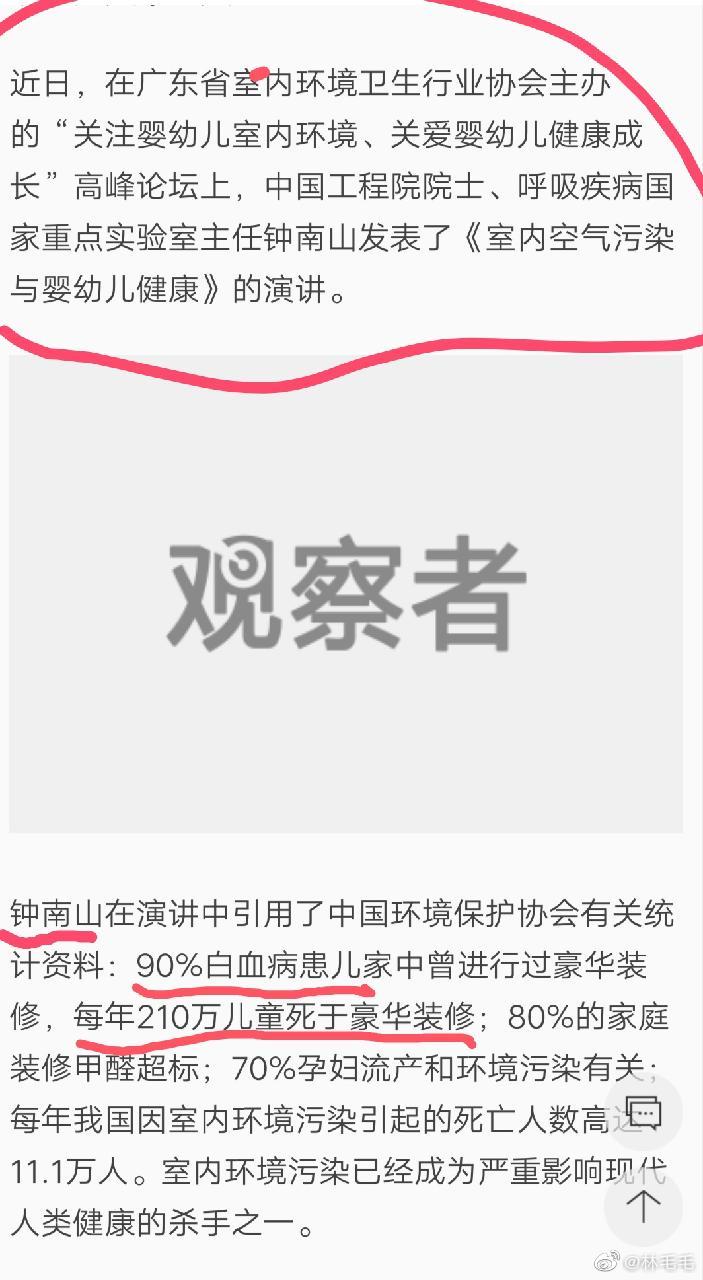 近日，在广东省室内环境卫生行业协会主办
的“关注婴幼儿室内环境、关爱婴幼儿健康成
长”高峰论坛上，中国工程院院士、呼吸疾病国
家重点实验室主任钟南山发表了《室内空气污染
与婴幼儿健康》的演讲。
观察者
钟南山在演讲中引用了中国环境保护协会有关统
计资料：90%白血病患儿家中曾进行过豪华装
修，每年210万儿童死于豪华装修；80%的家庭
装修甲醛超标；70%孕妇流产和环境污染有关；
每年我国因室内环境污染引起的死亡人数高达
11.1万人。室内环境污染已经成为严重影响现代
人类健康的杀手之一。
@林毛毛